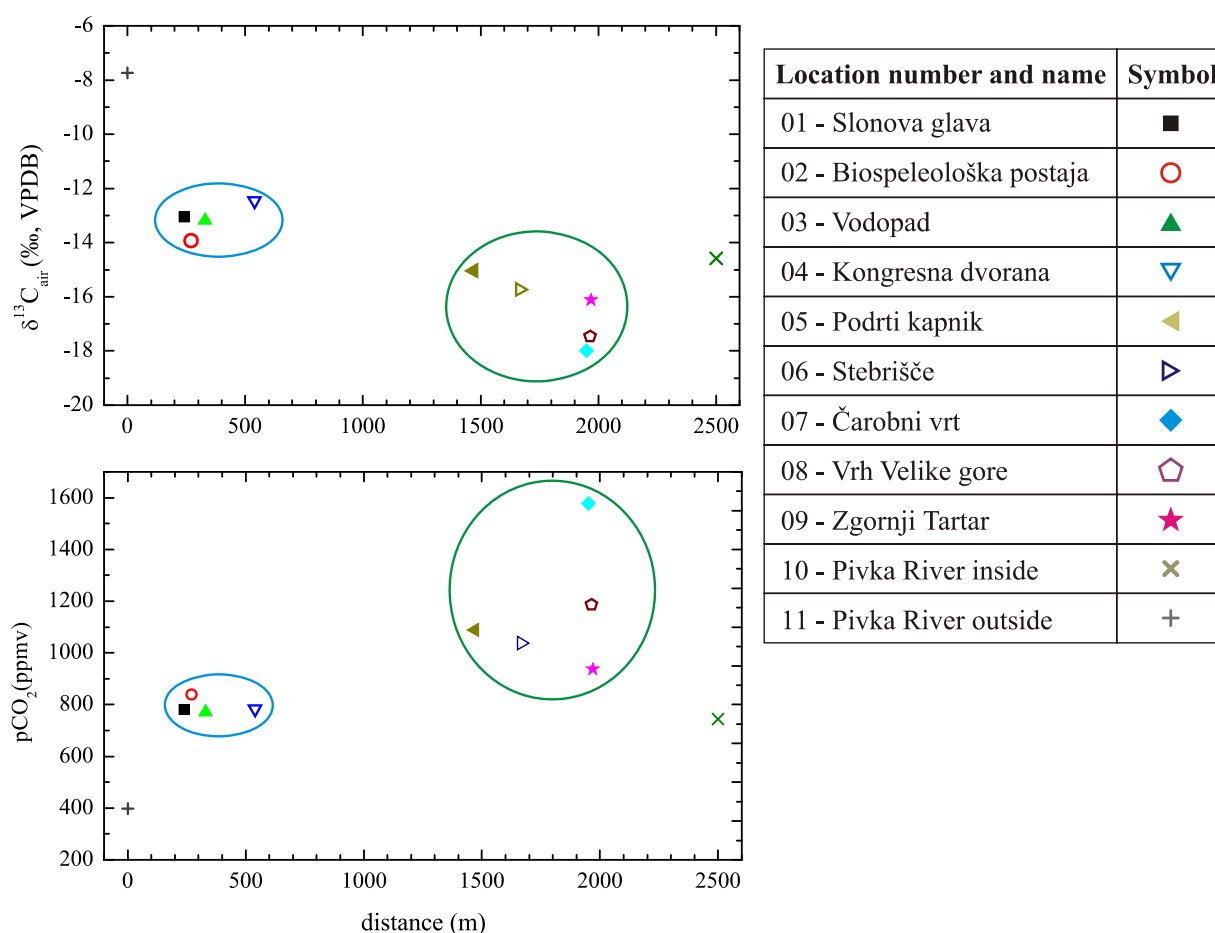 -6
-8
-10
-12
-14
-16
-18
-20
δ¹³C_air (‰, VPDB)
0 500 1000 1500 2000 2500
1600
1400
1200
1000
800
600
400
200
pCO₂(ppmv)
0 500 1000 1500 2000 2500
distance (m)
Location number and name Symbol
01 - Slonova glava
02 - Biospeleološka postaja
03 - Vodopad
04 - Kongresna dvorana
05 - Podrti kapnik
06 - Stebrišče
07 - Čarobni vrt
08 - Vrh Velike gore
09 - Zgornji Tartar
10 - Pivka River inside
11 - Pivka River outside